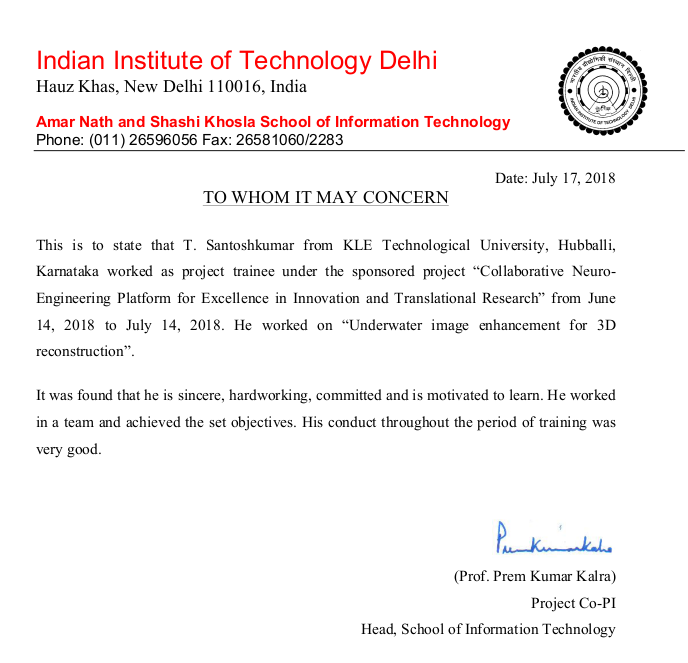 Indian Institute of Technology Delhi
Hauz Khas, New Delhi 110016, India
Amar Nath and Shashi Khosla School of Information Technology
Phone: (011) 26596056 Fax: 26581060/2283
Date: July 17, 2018
TO WHOM IT MAY CONCERN
This is to state that T. Santoshkumar from KLE Technological University, Hubballi,
Karnataka worked as project trainee under the sponsored project “Collaborative Neuro-
Engineering Platform for Excellence in Innovation and Translational Research” from June
14, 2018 to July 14, 2018. He worked on “Underwater image enhancement for 3D
reconstruction”.
It was found that he is sincere, hardworking, committed and is motivated to learn. He worked
in a team and achieved the set objectives. His conduct throughout the period of training was
very good.
(Prof. Prem Kumar Kalra)
Project Co-PI
Head, School of Information Technology